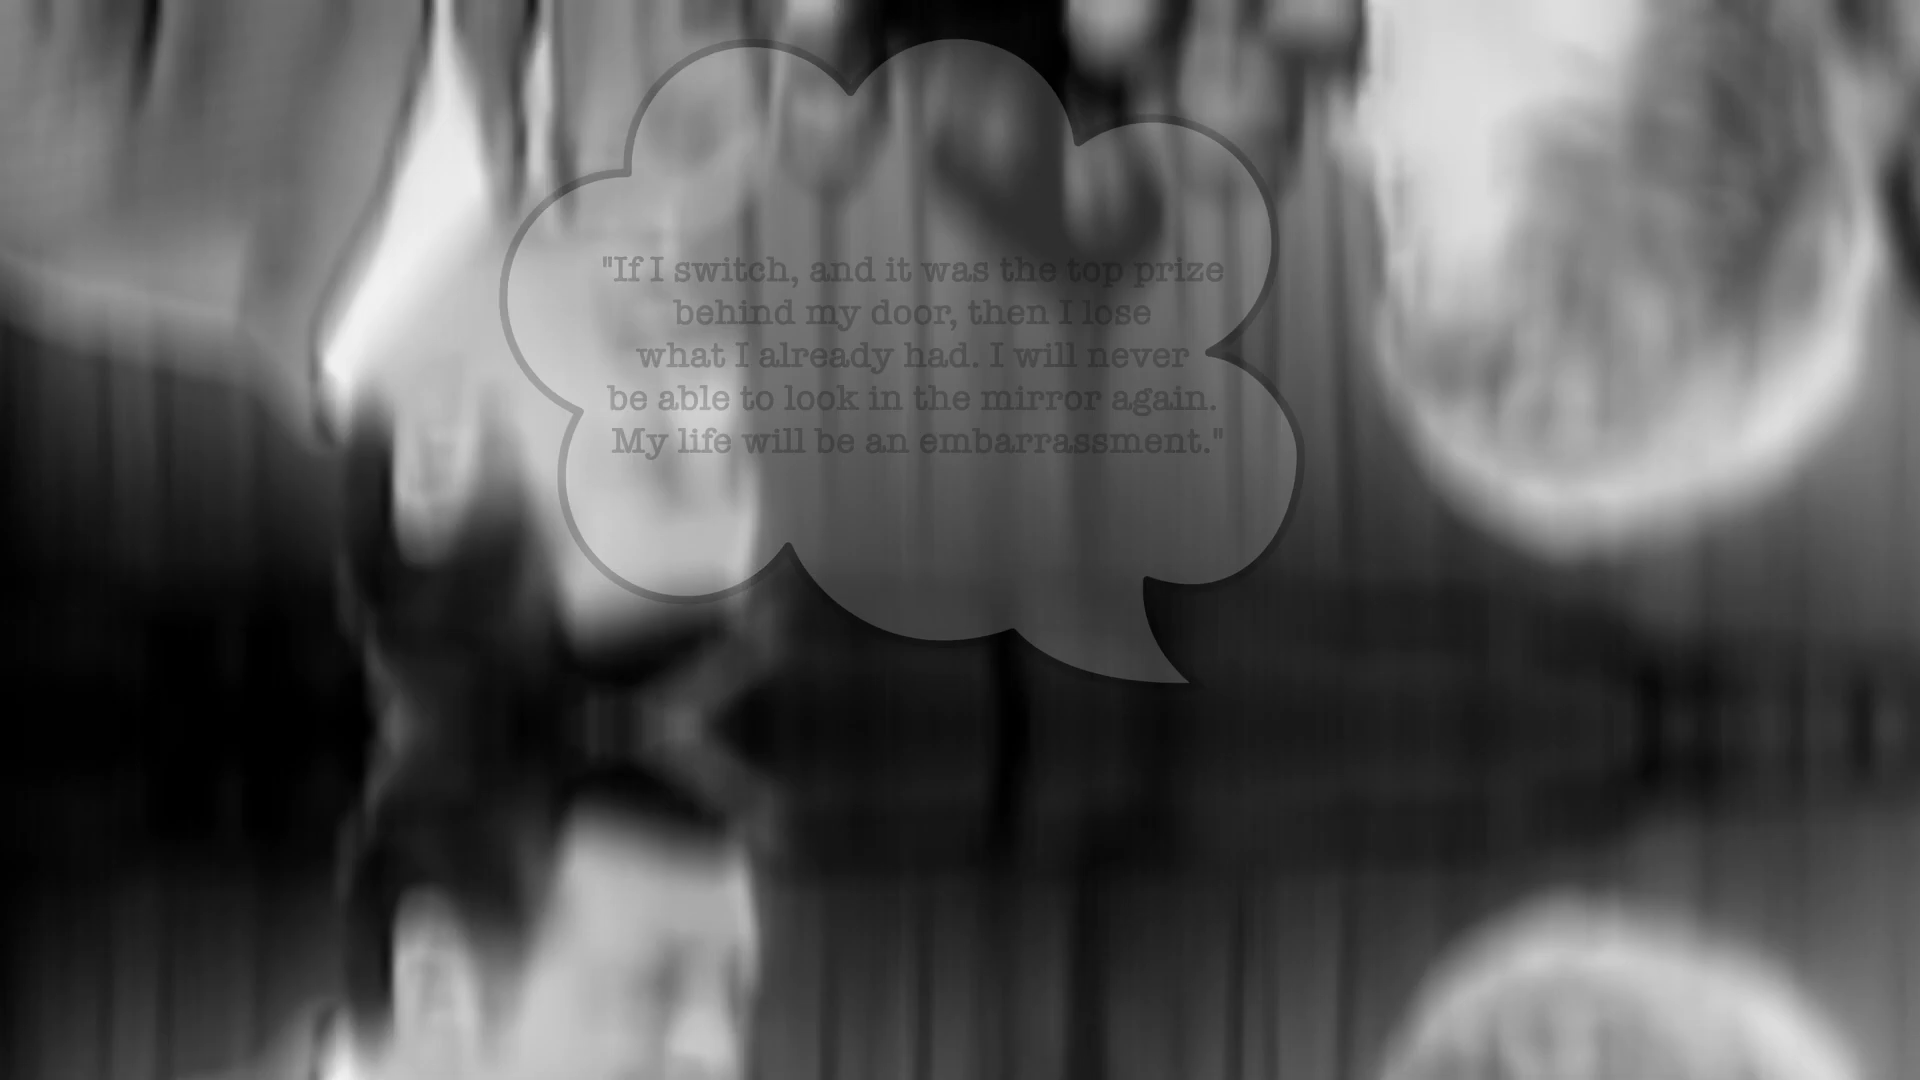 "If I switch, and it was the top prize
behind my door, then I lose
what I already had. I will never
be able to look in the mirror again.
My life will be an embarrassment."